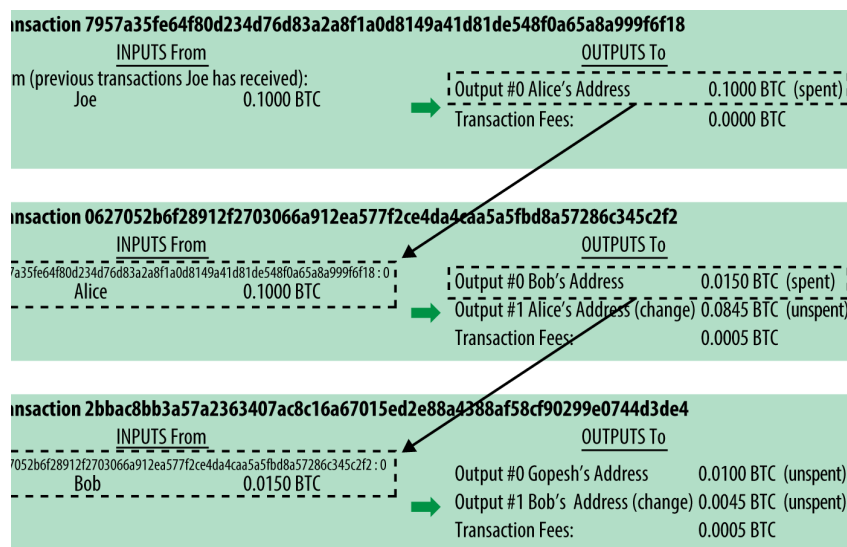 nsaction 7957a35fe64f80d234d76d83a2a8f1a0d8149a41d81de548f0a65a8a999f6f18
INPUTS From
OUTPUTS To
m (previous transactions Joe has received):
Joe 0.1000 BTC
Output #0 Alice's Address 0.1000 BTC (spent)
Transaction Fees: 0.0000 BTC
nsaction 0627052b6f28912f2703066a912ea577f2ce4da4caa5a5fbd8a57286c345c2f2
INPUTS From
OUTPUTS To
7a35fe64f80d234d76d83a2a8f1a0d8149a41d81de548f0a65a8a999f6f18 : 0
Alice 0.1000 BTC
Output #0 Bob's Address 0.0150 BTC (spent)
Output #1 Alice's Address (change) 0.0845 BTC (unspent)
Transaction Fees: 0.0005 BTC
nsaction 2bbac8bb3a57a2363407ac8c16a67015ed2e88a4388af58cf90299e0744d3de4
INPUTS From
OUTPUTS To
7052b6f28912f2703066a912ea577f2ce4da4caa5a5fbd8a57286c345c2f2 : 0
Bob 0.0150 BTC
Output #0 Gopesh's Address 0.0100 BTC (unspent)
Output #1 Bob's Address (change) 0.0045 BTC (unspent)
Transaction Fees: 0.0005 BTC